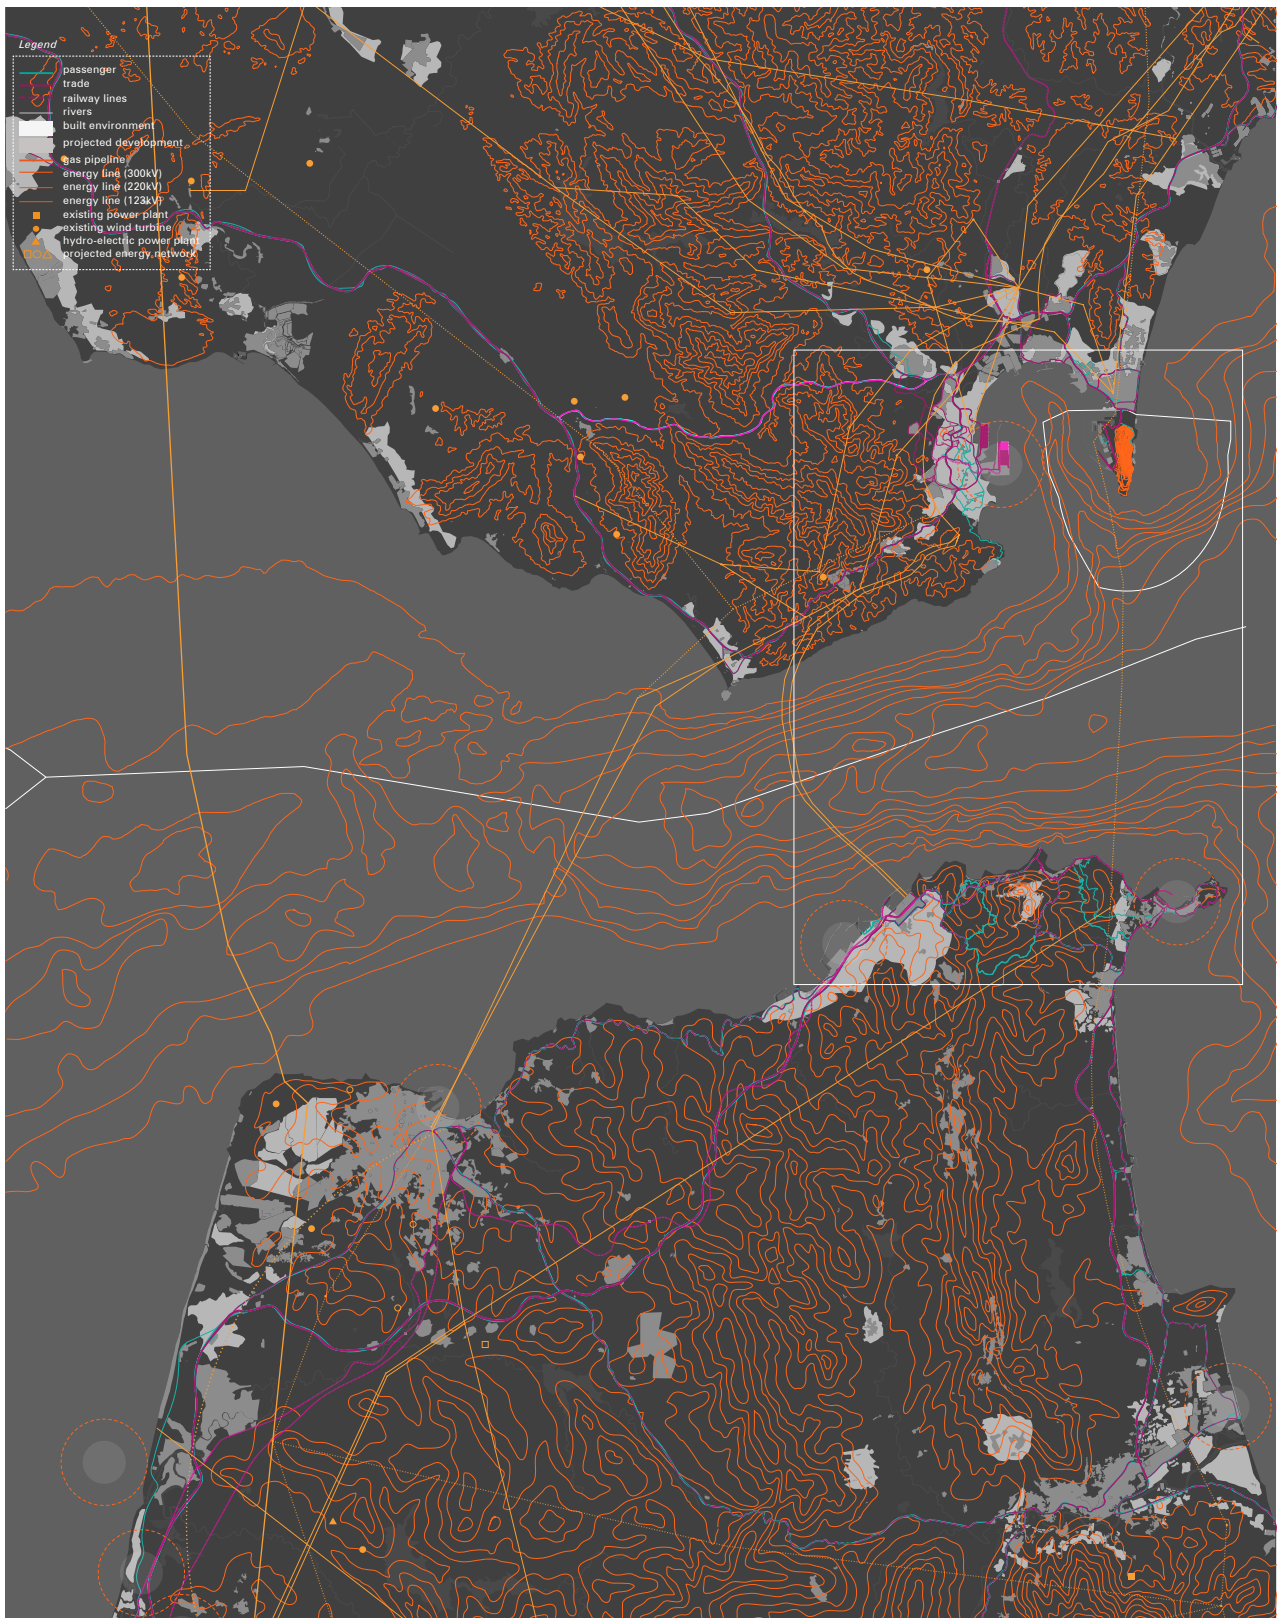 Legend
passenger
trade
railway lines
rivers
built environment
projected development
gas pipeline
energy line (300kV)
energy line (220kV)
energy line (123kV)
existing power plant
existing wind turbine
hydro-electric power plant
projected energy network